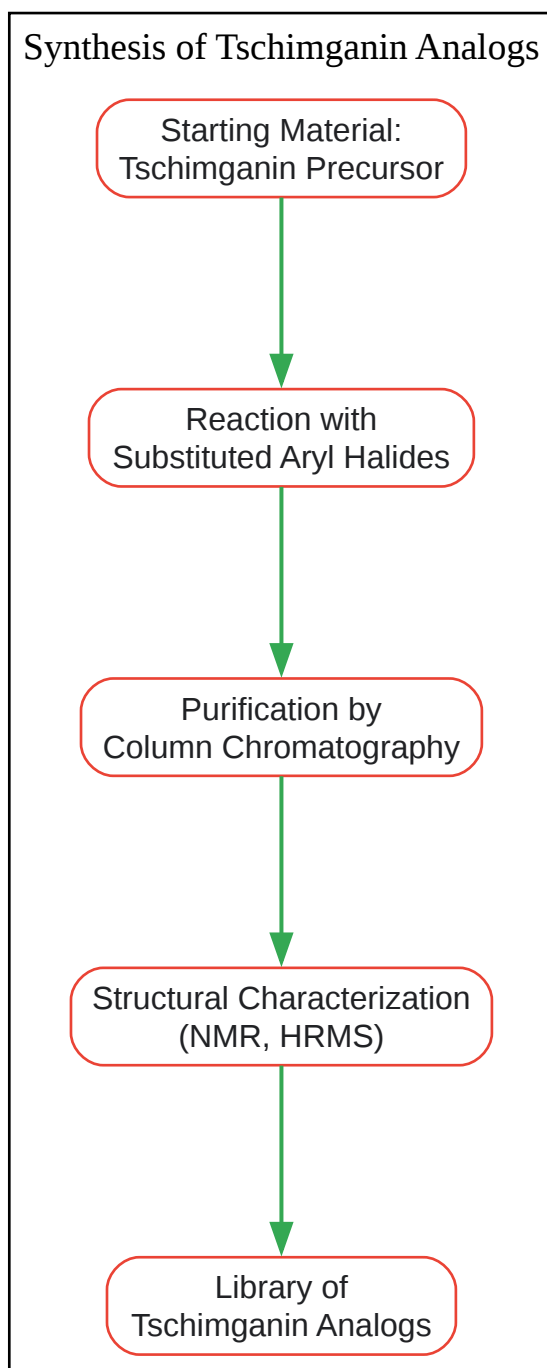 Synthesis of Tschimganin Analogs
Starting Material:
Tschimganin Precursor
Reaction with
Substituted Aryl Halides
Purification by
Column Chromatography
Structural Characterization
(NMR, HRMS)
Library of
Tschimganin Analogs